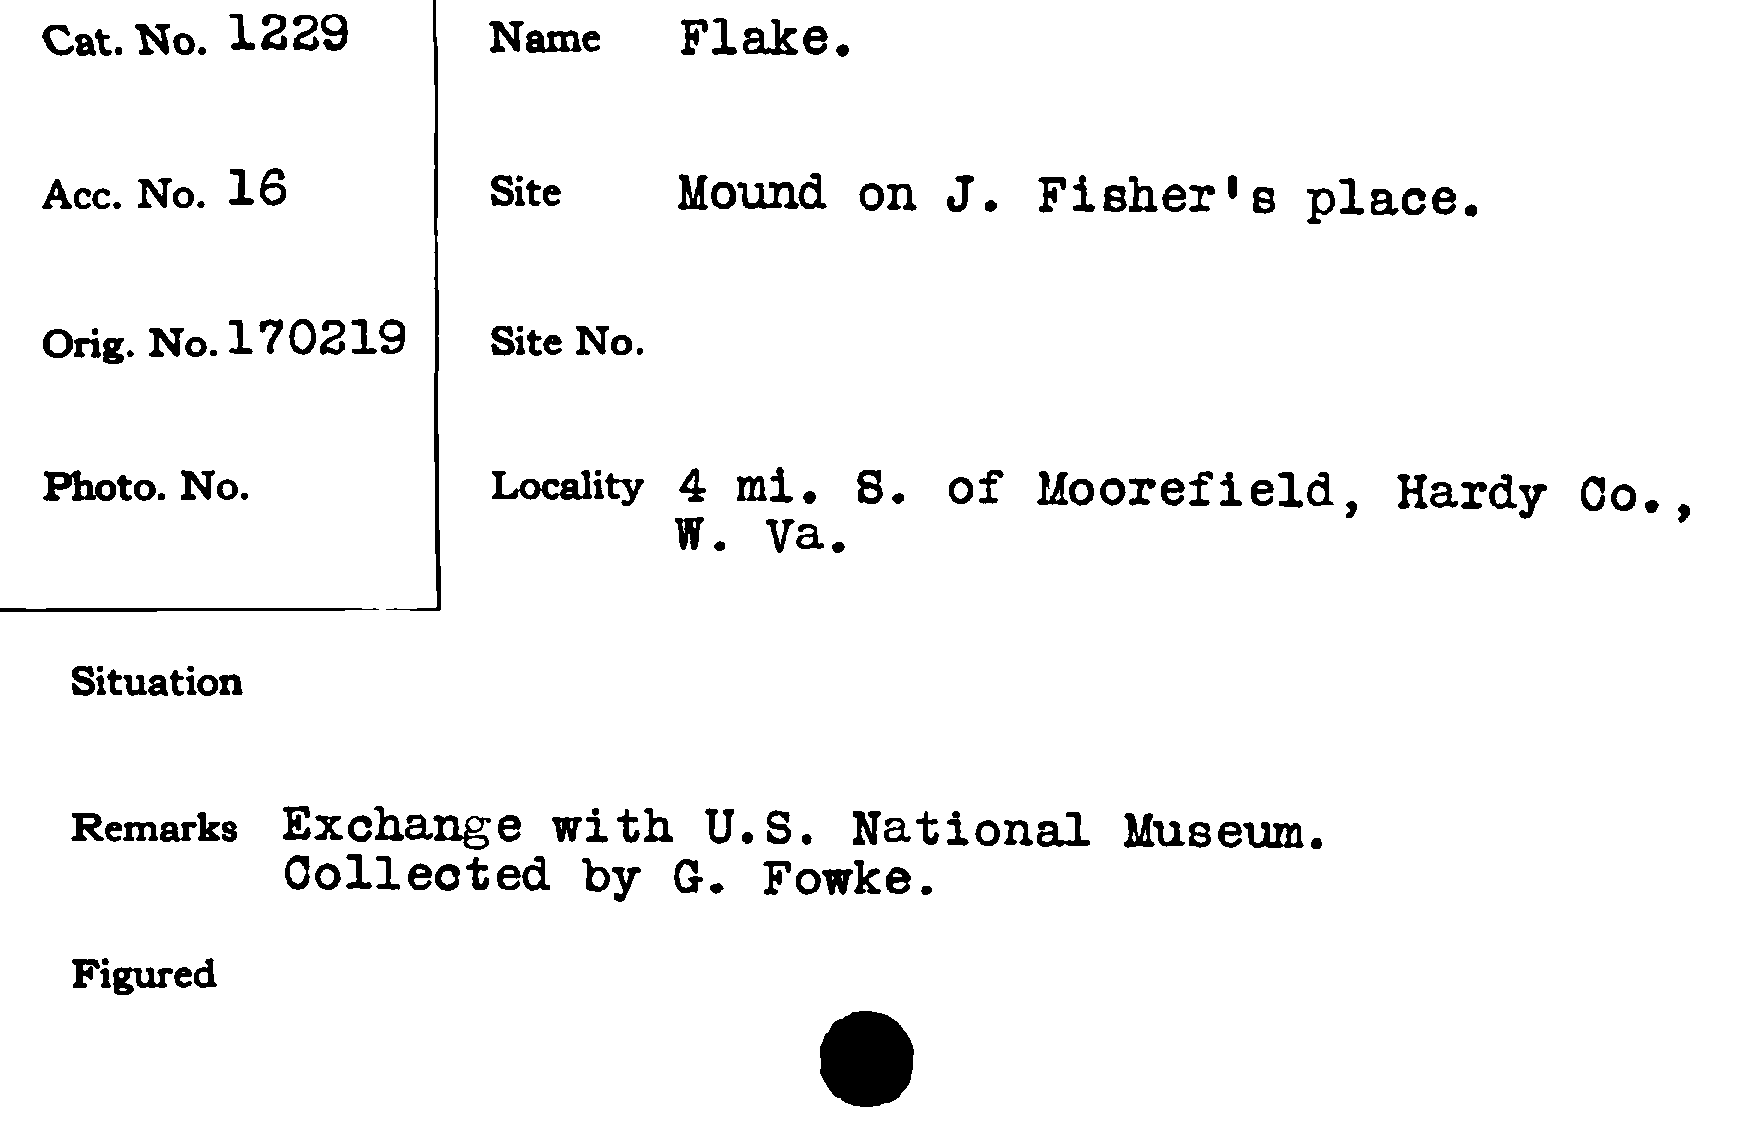 Cat. No. 1229
Name Flake.
Acc. No. 16
Site Mound on J. Fisher's place.
Orig. No. 170219
Site No.
Photo. No.
Locality 4 mi. S. of Moorefield, Hardy Co.,
W. Va.
Situation
Remarks Exchange with U.S. National Museum.
Collected by G. Fowke.
Figured